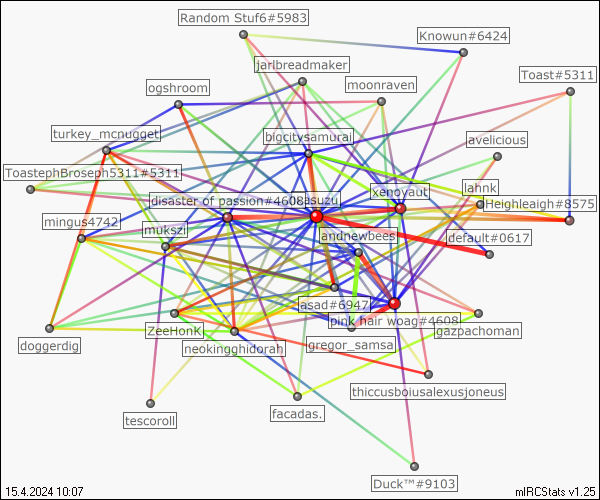 Random Stuf6#5983
Knowun#6424
jarlbreadmaker
Toast#5311
ogshroom
moonraven
turkey_mcnugget
bigcitysamurai
avelicious
ToastephBroseph5311#5311
disaster of passion#4608
asuzu
xenovaut
lahnk
Heighleaigh#8575
mingus4742
mukszi
andnewbees
default#0617
asad#6947
pink hair woag#4608
gazpachoman
ZeeHonK
neokingghidorah
gregor_samsa
doggerdig
thiccusboiusalexusjoneus
tescoroll
facadas.
Duck™#9103
15.4.2024 10:07
mIRCStats v1.25